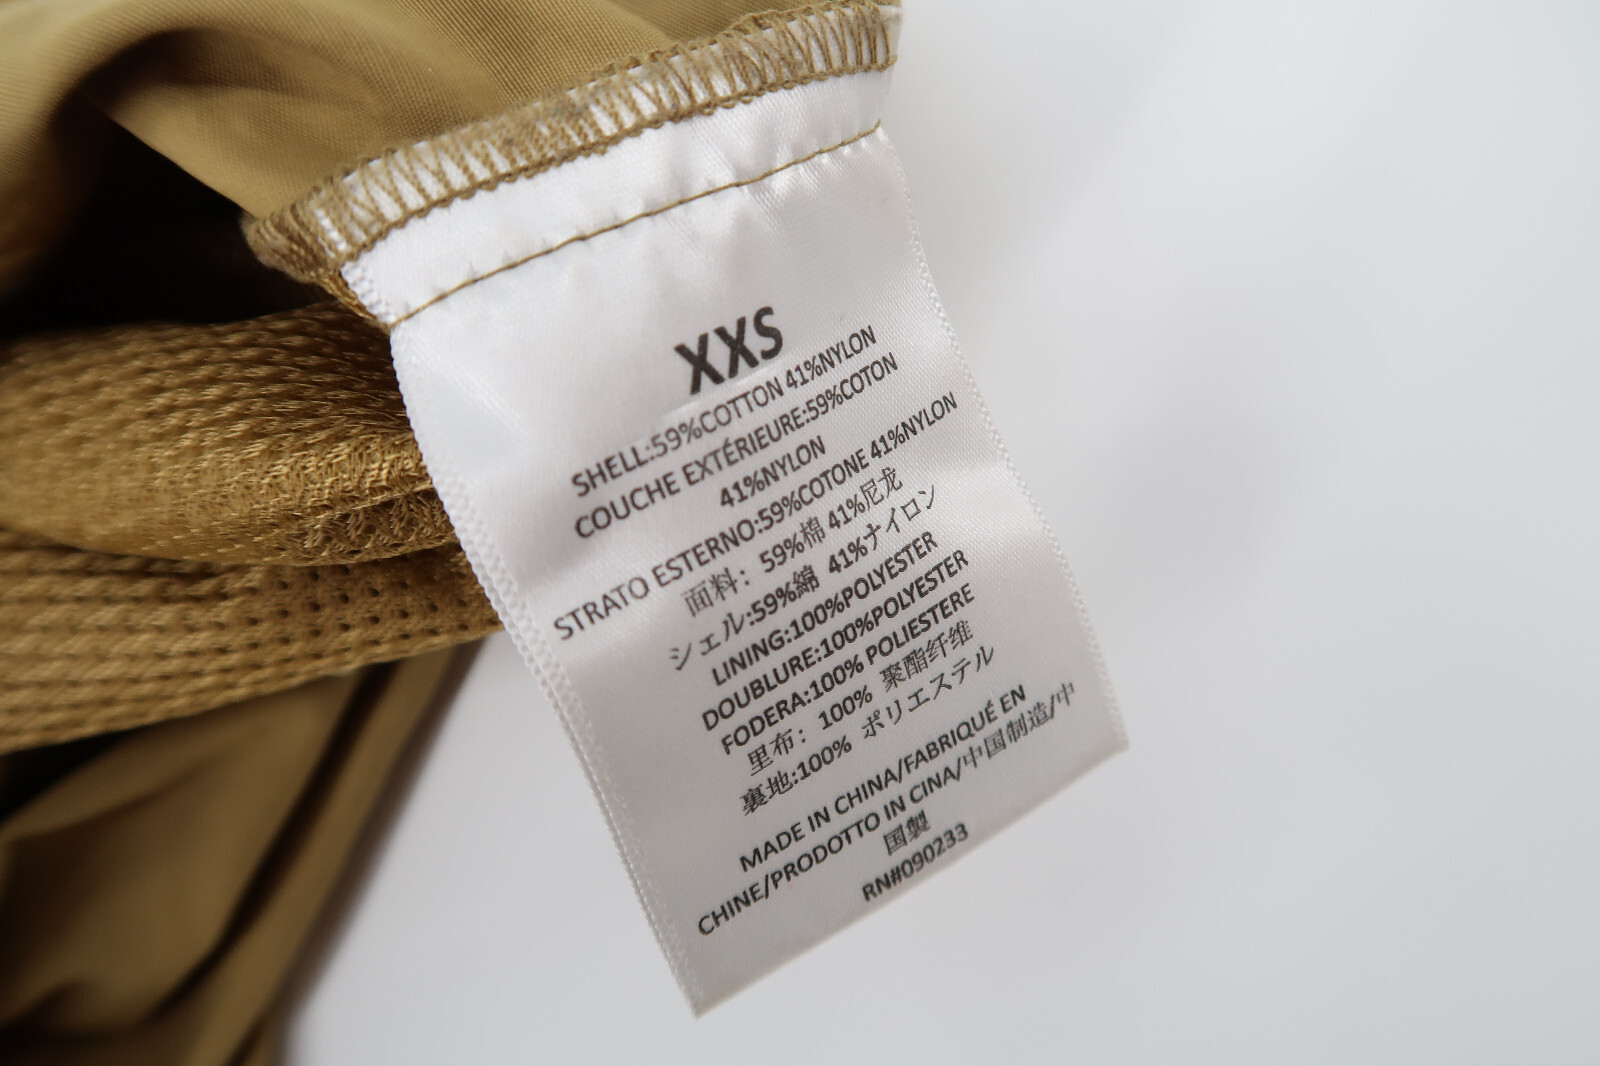 XXS
SHELL:59%COTTON 41%NYLON
COUCHE EXTÉRIEURE:59%COTON
41%NYLON
STRATO ESTERNO:59%COTONE 41%NYLON
面料：59%棉 41%尼龙
シェル:59%綿 41%ナイロン
LINING:100%POLYESTER
DOUBLURE:100%POLYESTER
FODERA:100% POLIESTERE
里布：100% 聚酯纤维
裏地:100% ポリエステル
MADE IN CHINA/FABRIQUÉ EN
CHINE/PRODOTTO IN CINA/中国制造/中
国製
RN#090233